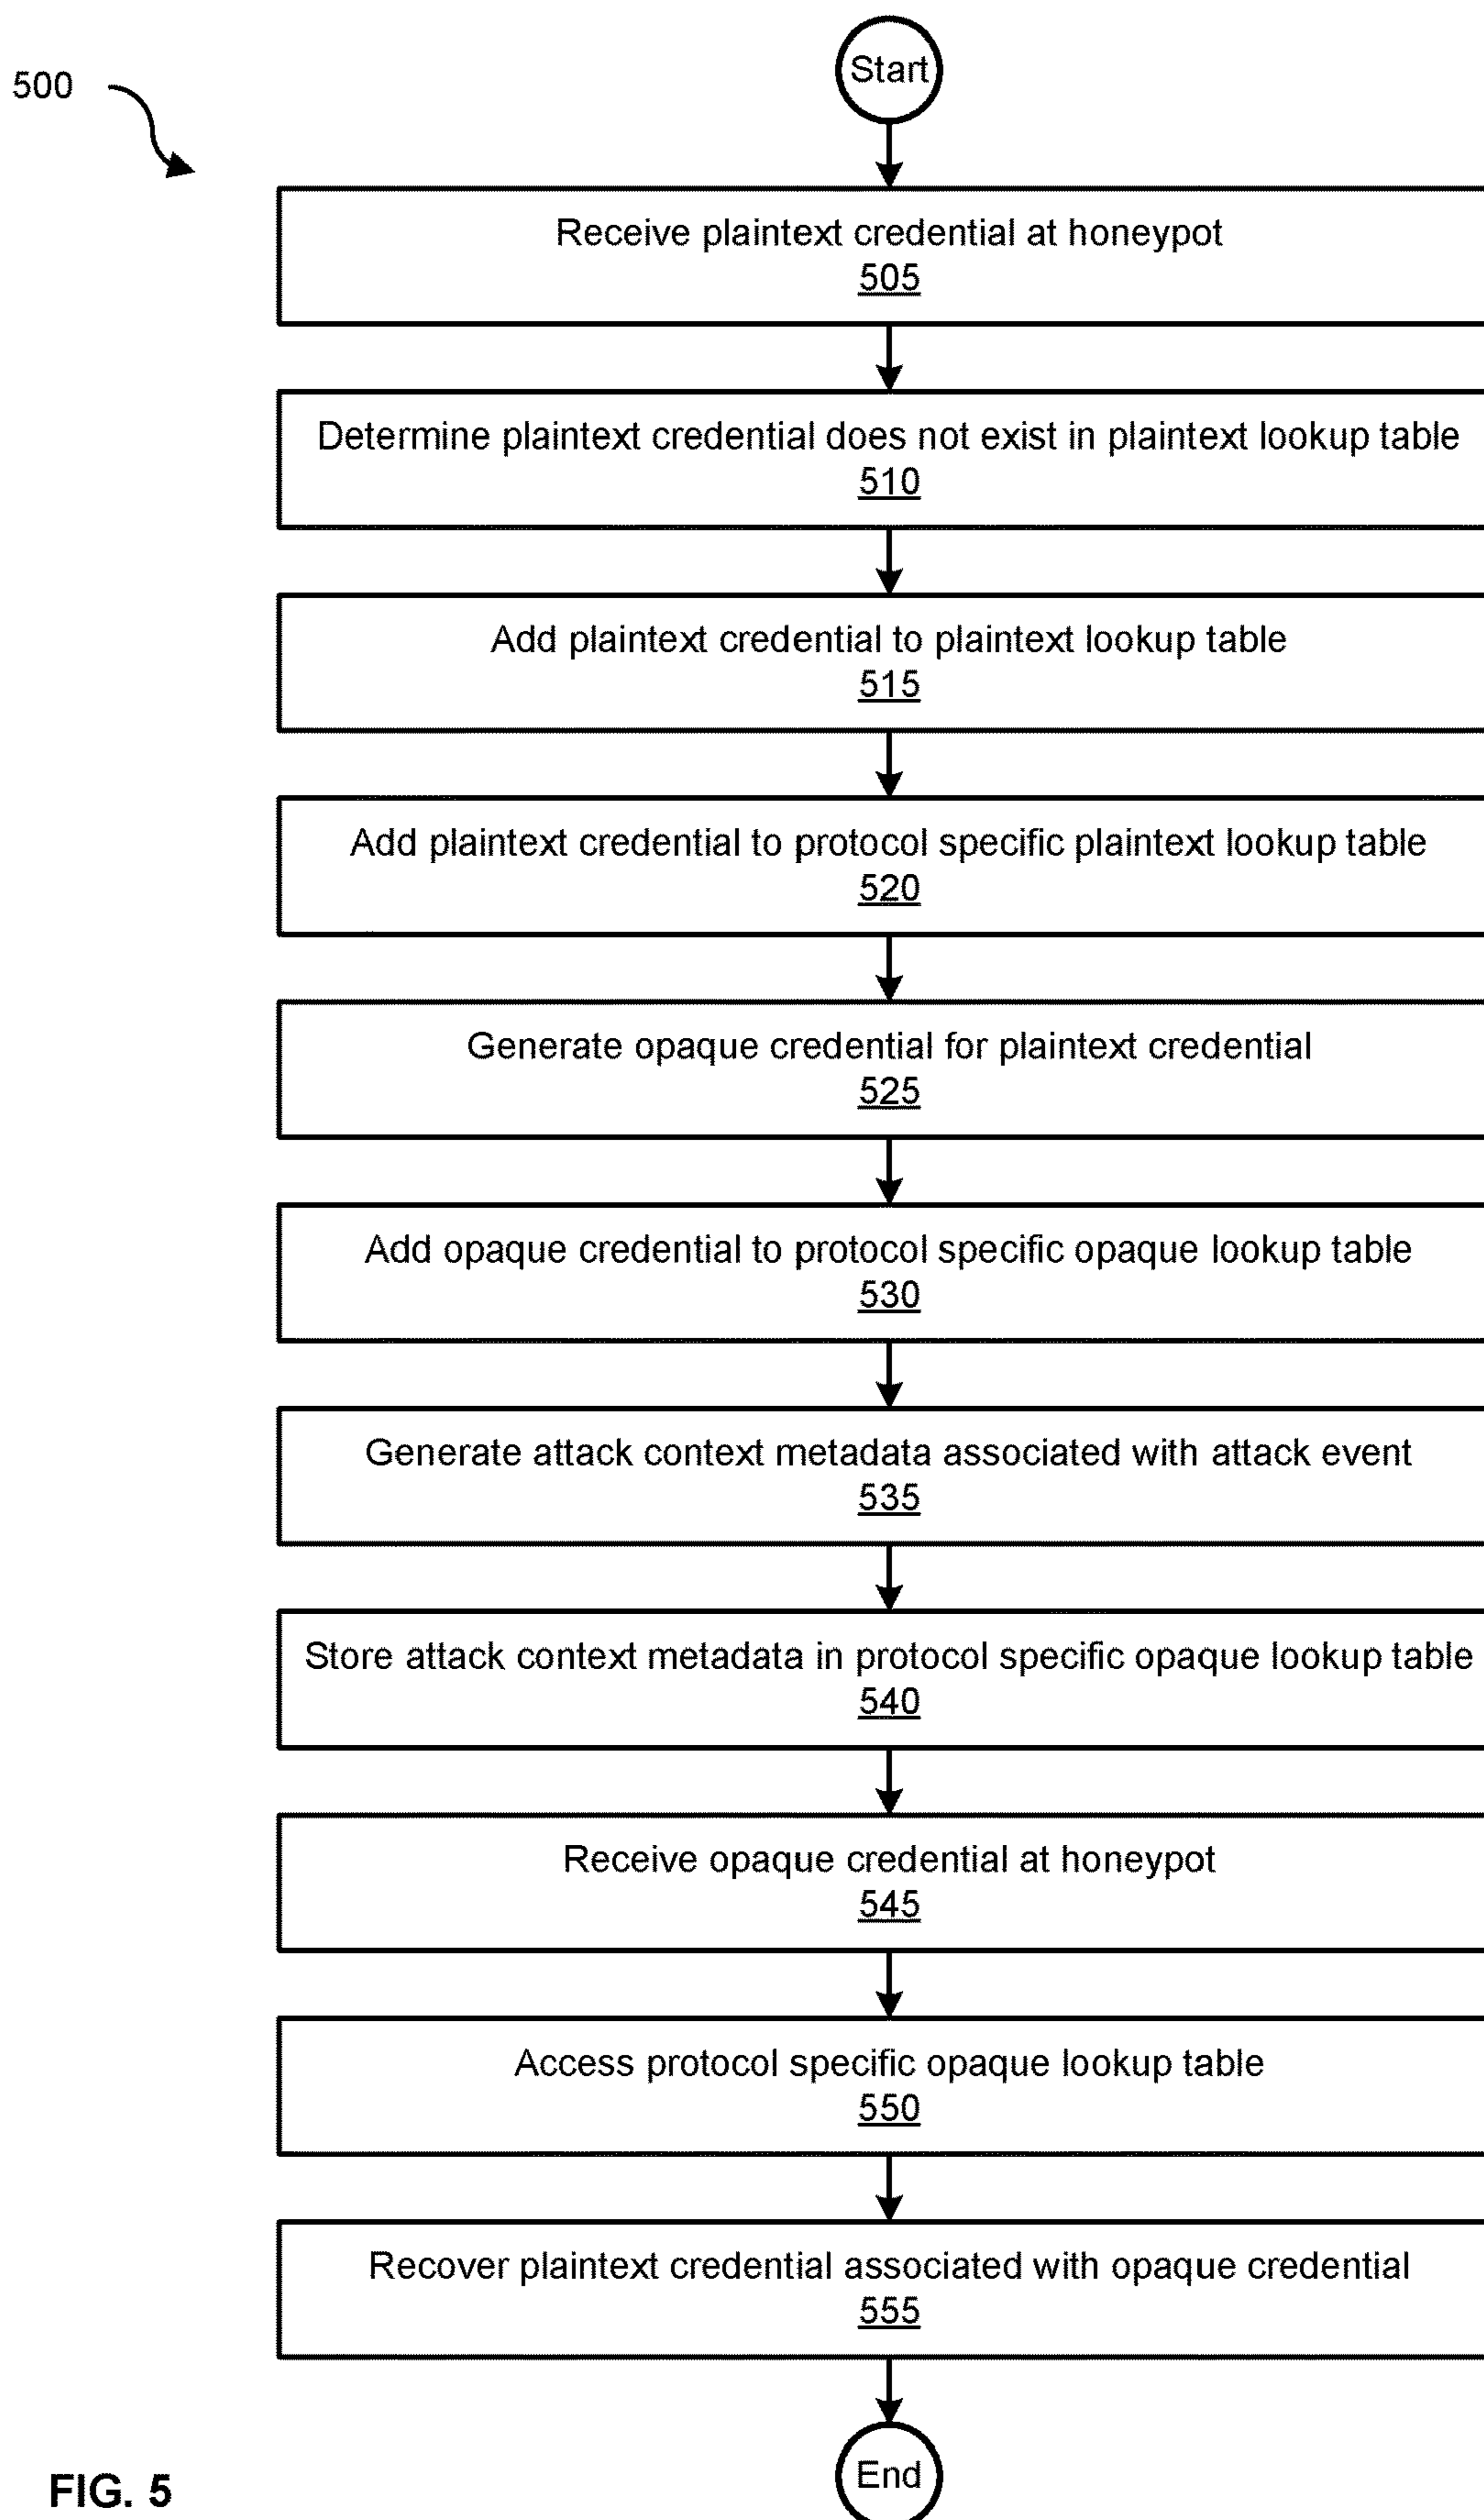 Start
500
Receive plaintext credential at honeypot
505
Determine plaintext credential does not exist in plaintext lookup table
510
Add plaintext credential to plaintext lookup table
515
Add plaintext credential to protocol specific plaintext lookup table
520
Generate opaque credential for plaintext credential
525
Add opaque credential to protocol specific opaque lookup table
530
Generate attack context metadata associated with attack event
535
Store attack context metadata in protocol specific opaque lookup table
540
Receive opaque credential at honeypot
545
Access protocol specific opaque lookup table
550
Recover plaintext credential associated with opaque credential
555
End
FIG. 5